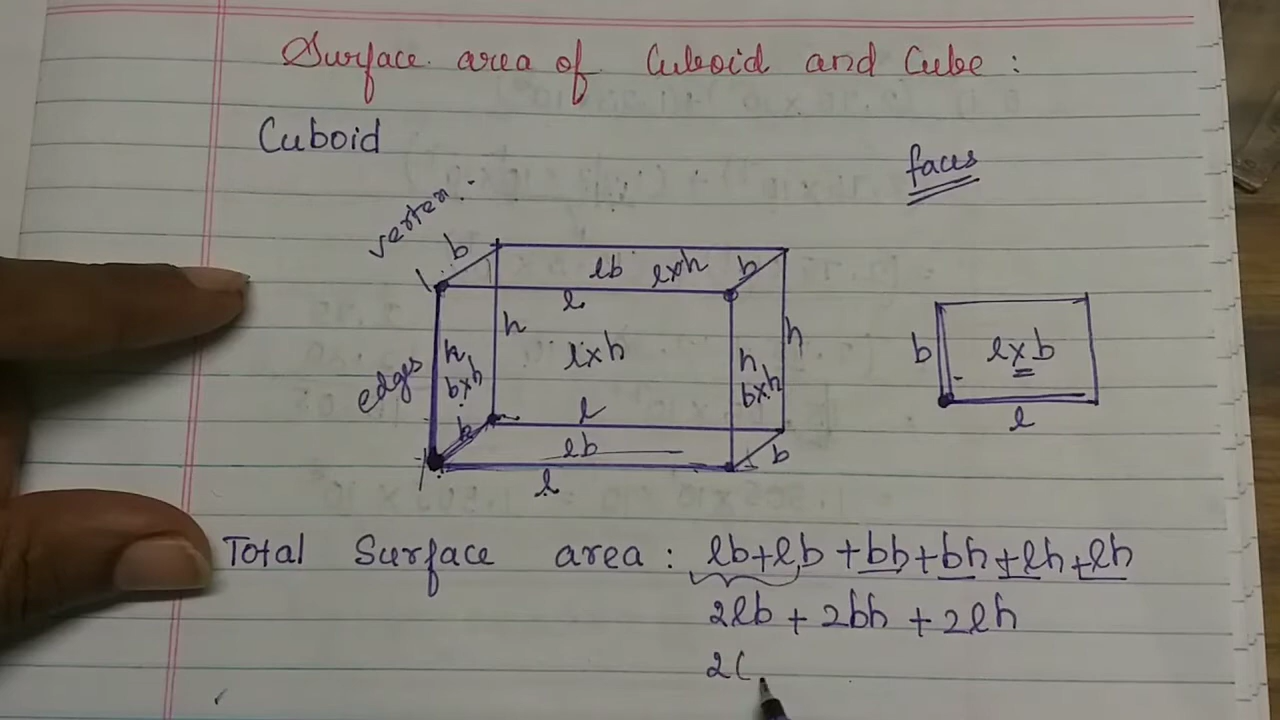 Surface area of Cuboid and Cube :
Cuboid
faces
vertex
b
lb l×h b
l
h
h
l×h
h
h
b×h
b×h
edges
l
b
lb
b
l
b
l×b
l
Total Surface area : lb+lb +bh+bh+lh+lh
2lb + 2bh + 2lh
2(